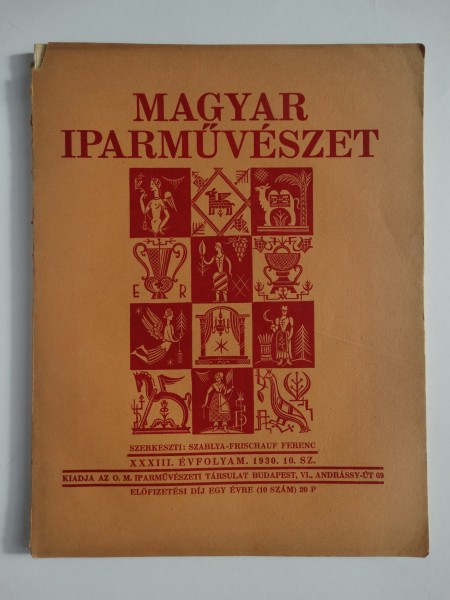 MAGYAR
IPARMŰVÉSZET
E R
SZERKESZTI: SZABLYA-FRISCHAUF FERENC
XXXIII. ÉVFOLYAM. 1930. 10. SZ.
KIADJA AZ O. M. IPARMŰVÉSZETI TÁRSULAT BUDAPEST, VI., ANDRÁSSY-ÚT 69
ELŐFIZETÉSI DÍJ EGY ÉVRE (10 SZÁM) 20 P